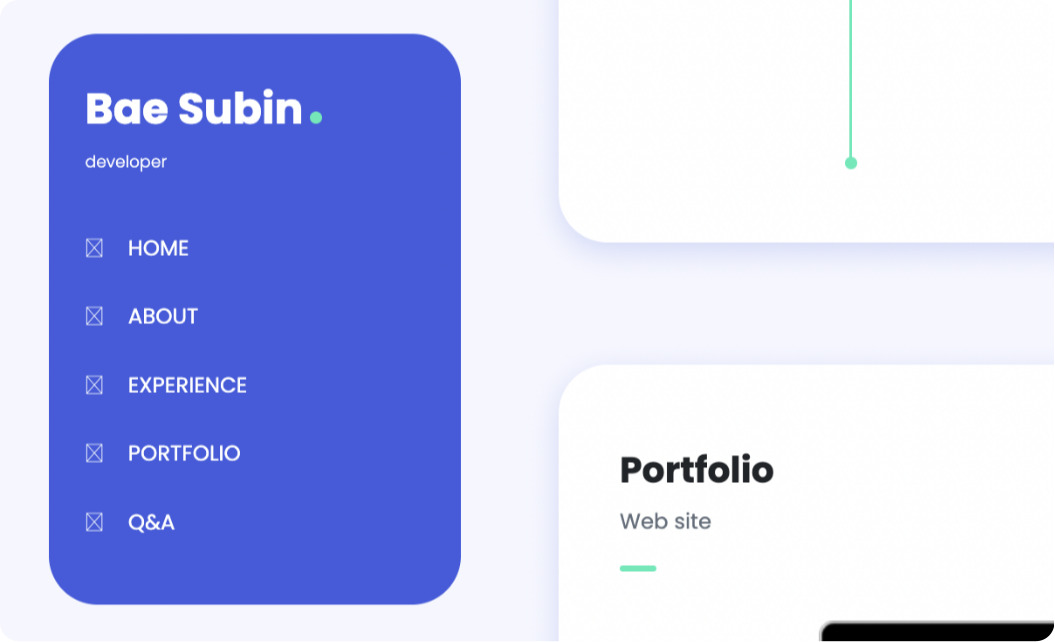 Bae Subin.
developer
HOME
ABOUT
EXPERIENCE
PORTFOLIO
Q&A
Portfolio
Web site